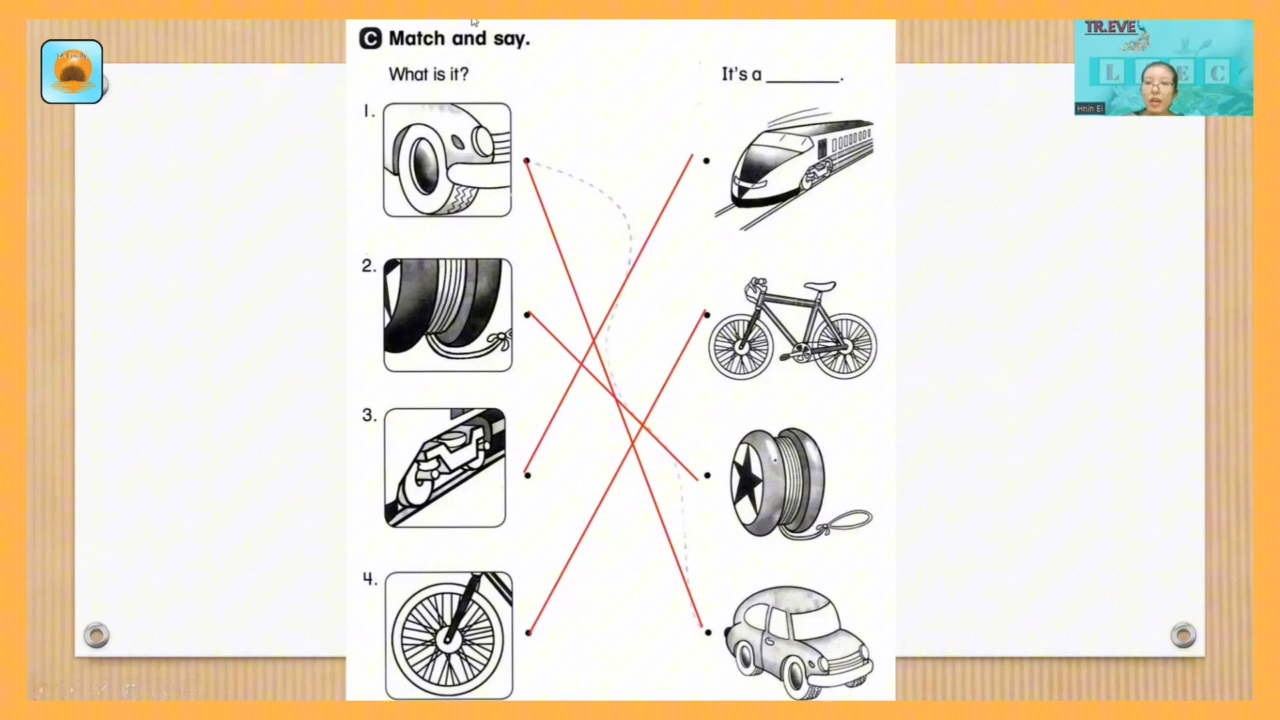 C Match and say.
What is it?
It's a ________.
1.
2.
3.
4.
TR.EVE
L E C
Hnin Ei